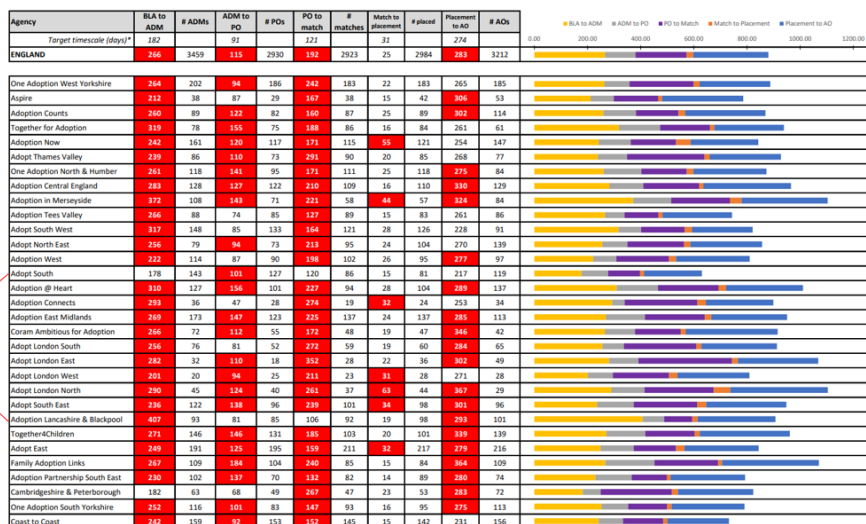 Agency BLA to ADM # ADMs ADM to PO # POs PO to match # matches Match to placement # placed Placement to AO # AOs
BLA to ADM ADM to PO PO to Match Match to Placement Placement to AO
Target timescale (days)* 182 91 121 31 274
0.00 200.00 400.00 600.00 800.00 1000.00 1200.00
ENGLAND 266 3459 115 2930 192 2923 25 2984 283 3212
One Adoption West Yorkshire 264 202 94 186 242 183 22 183 265 185
Aspire 212 38 87 29 167 38 15 42 306 53
Adoption Counts 260 89 122 82 160 87 25 89 302 114
Together for Adoption 319 78 155 75 188 86 16 84 261 61
Adoption Now 242 161 120 117 171 115 55 121 254 147
Adopt Thames Valley 239 86 110 73 291 90 20 85 268 77
One Adoption North & Humber 261 118 141 95 171 111 25 118 275 84
Adoption Central England 283 128 127 122 210 109 16 110 330 129
Adoption in Merseyside 372 108 143 71 221 58 44 57 324 84
Adoption Tees Valley 266 88 74 85 127 89 15 83 261 86
Adopt South West 317 148 85 133 164 121 28 126 228 91
Adopt North East 256 79 94 73 213 95 24 104 270 139
Adoption West 222 114 87 90 198 102 26 95 277 97
Adopt South 178 143 101 127 120 86 15 81 217 119
Adoption @ Heart 310 127 156 101 227 94 28 104 289 137
Adoption Connects 293 36 47 28 274 19 32 24 253 34
Adoption East Midlands 269 173 147 123 225 137 24 137 285 113
Coram Ambitious for Adoption 266 72 112 55 172 48 19 47 346 42
Adopt London South 256 76 81 52 272 59 19 60 284 65
Adopt London East 282 32 110 18 352 28 22 36 302 49
Adopt London West 201 20 94 25 211 23 31 28 271 28
Adopt London North 290 45 124 40 261 37 63 44 367 29
Adopt South East 236 122 138 96 239 101 34 98 301 96
Adoption Lancashire & Blackpool 407 93 81 85 106 92 19 98 293 101
Together4Children 271 146 146 131 185 103 20 101 339 139
Adopt East 249 191 125 195 159 211 32 217 279 216
Family Adoption Links 267 109 184 104 240 85 15 84 364 109
Adoption Partnership South East 230 102 137 70 132 82 14 89 280 74
Cambridgeshire & Peterborough 182 63 68 49 267 47 23 53 283 72
One Adoption South Yorkshire 252 116 101 83 147 93 16 95 275 113
Coast to Coast 242 159 92 153 152 145 15 142 231 156